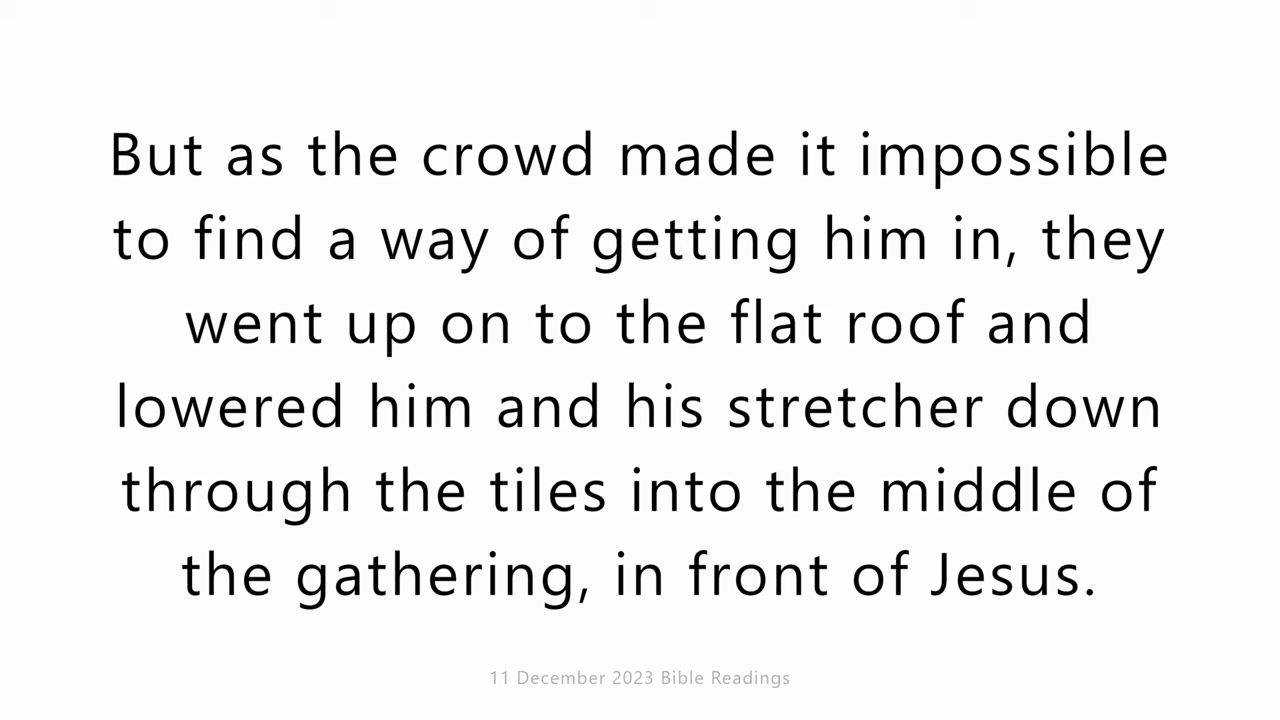 But as the crowd made it impossible
to find a way of getting him in, they
went up on to the flat roof and
lowered him and his stretcher down
through the tiles into the middle of
the gathering, in front of Jesus.
11 December 2023 Bible Readings